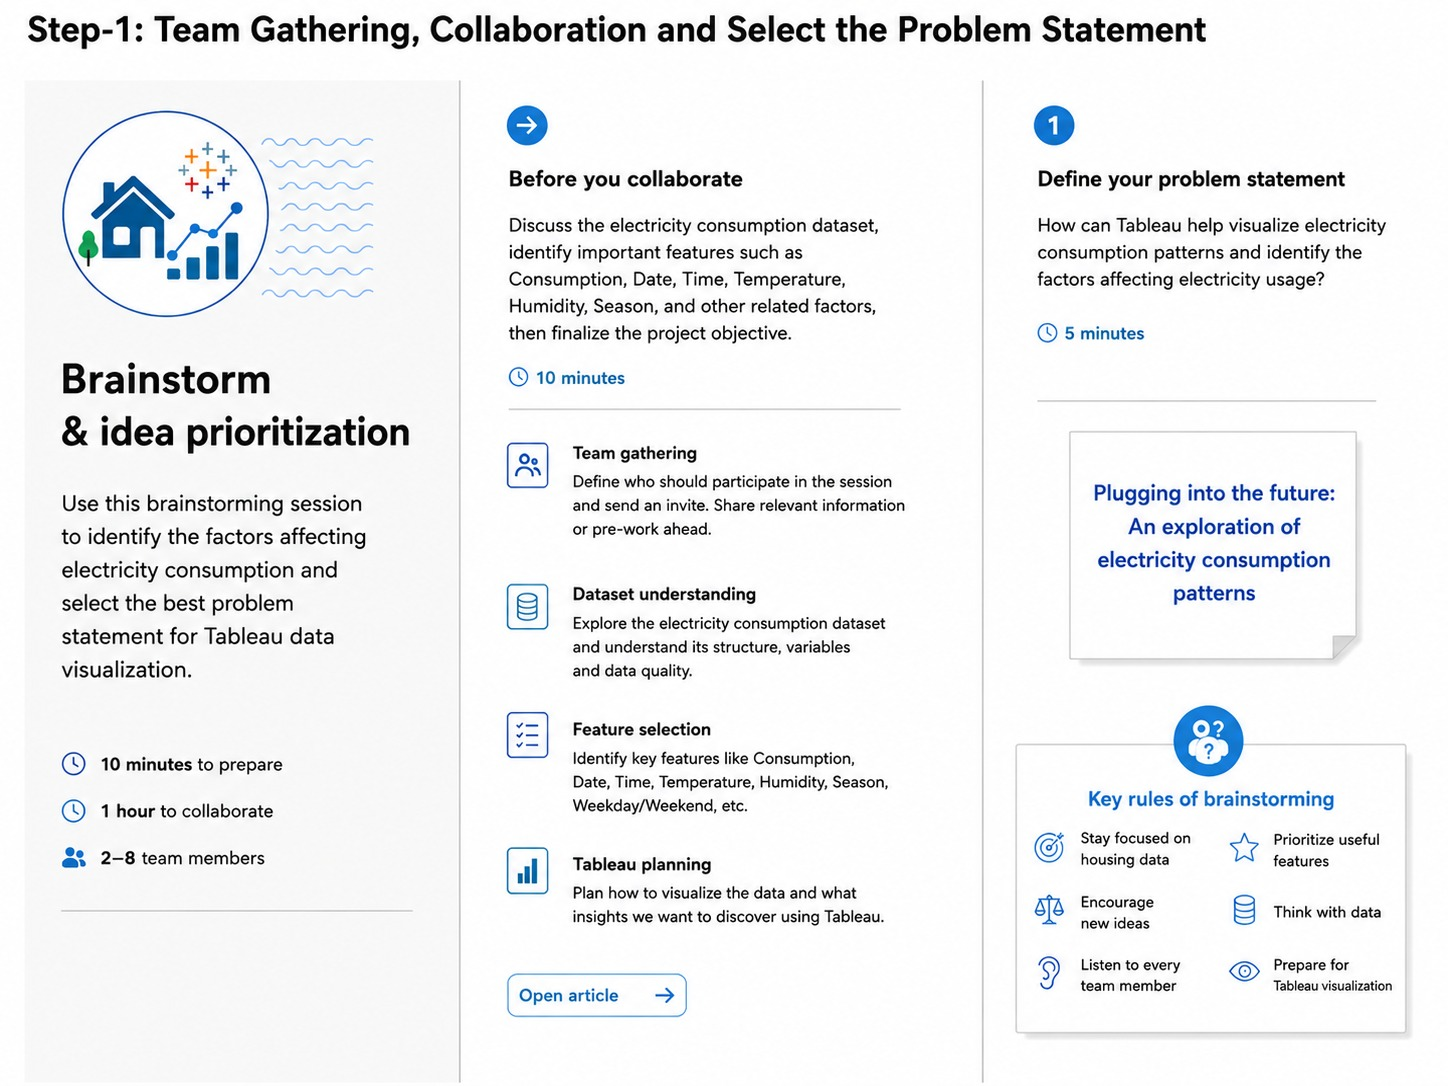 Step-1: Team Gathering, Collaboration and Select the Problem Statement
Brainstorm
& idea prioritization
Use this brainstorming session
to identify the factors affecting
electricity consumption and
select the best problem
statement for Tableau data
visualization.
10 minutes to prepare
1 hour to collaborate
2–8 team members
Before you collaborate
Discuss the electricity consumption dataset,
identify important features such as
Consumption, Date, Time, Temperature,
Humidity, Season, and other related factors,
then finalize the project objective.
10 minutes
Team gathering
Define who should participate in the session
and send an invite. Share relevant information
or pre-work ahead.
Dataset understanding
Explore the electricity consumption dataset
and understand its structure, variables
and data quality.
Feature selection
Identify key features like Consumption,
Date, Time, Temperature, Humidity, Season,
Weekday/Weekend, etc.
Tableau planning
Plan how to visualize the data and what
insights we want to discover using Tableau.
Open article
1
Define your problem statement
How can Tableau help visualize electricity
consumption patterns and identify the
factors affecting electricity usage?
5 minutes
Plugging into the future:
An exploration of
electricity consumption
patterns
Key rules of brainstorming
Stay focused on
housing data
Prioritize useful
features
Encourage
new ideas
Think with data
Listen to every
team member
Prepare for
Tableau visualization